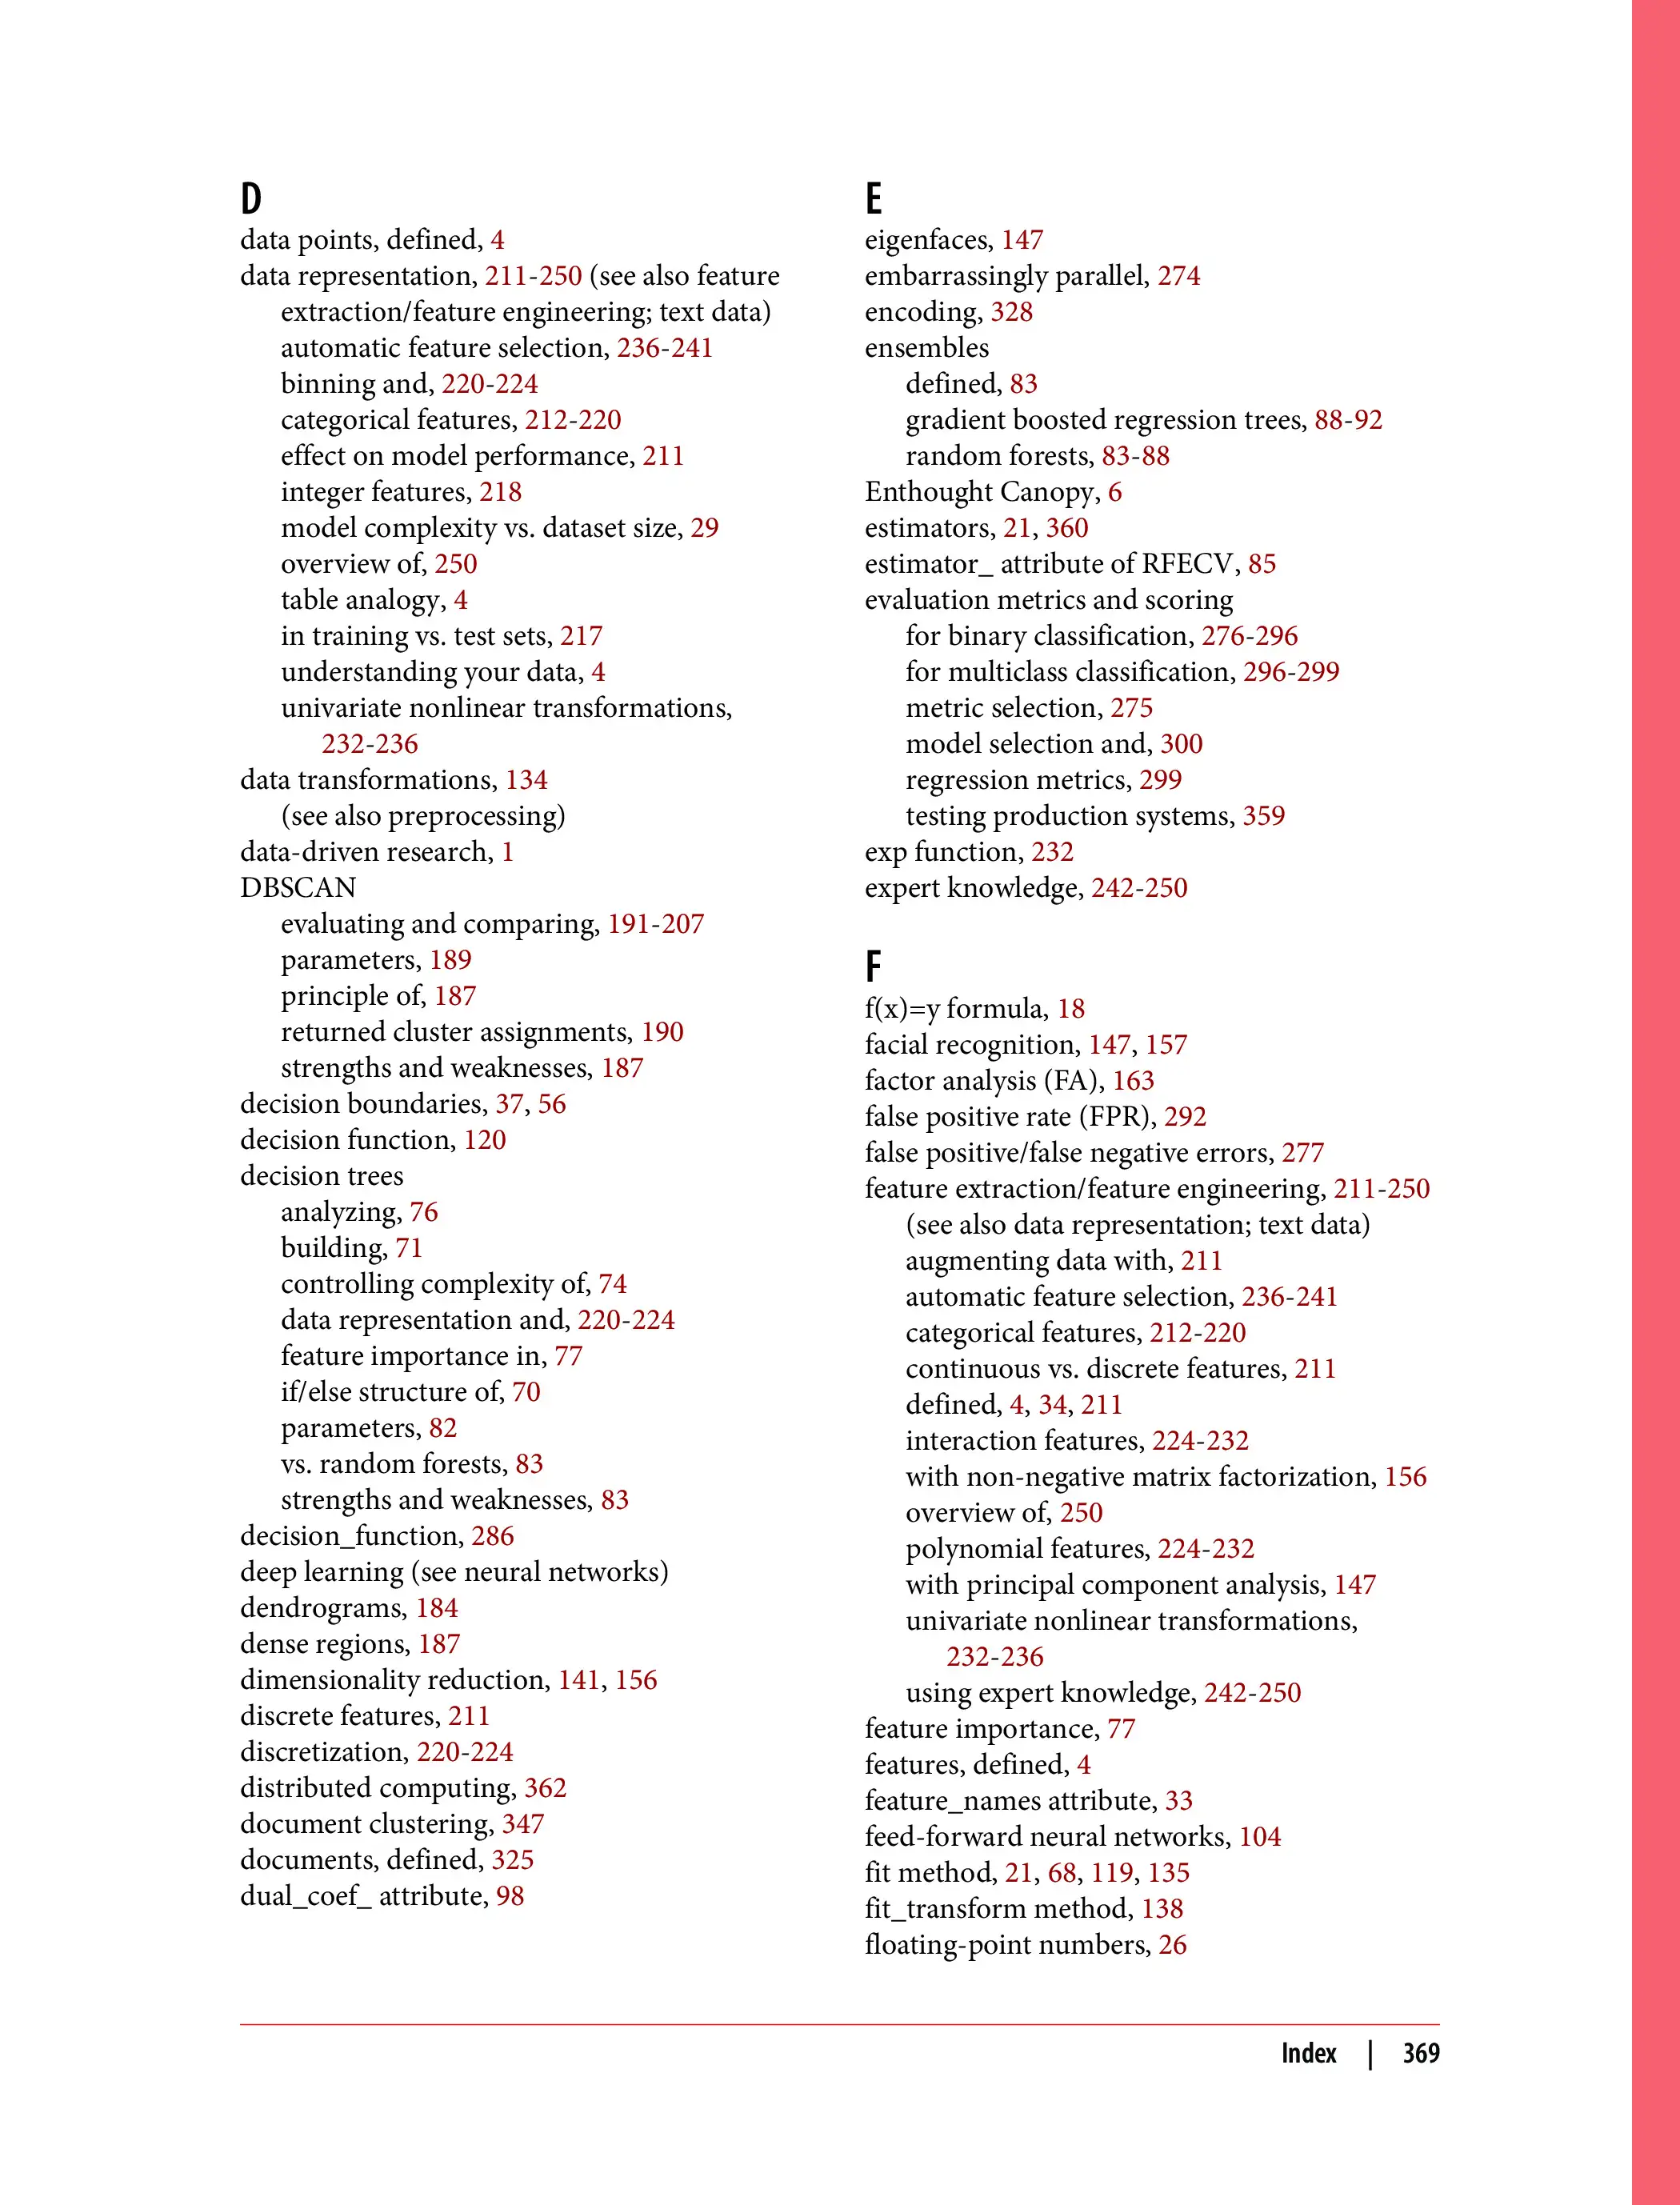 D
data points, defined, 4
data representation, 211-250 (see also feature
extraction/feature engineering; text data)
automatic feature selection, 236-241
binning and, 220-224
categorical features, 212-220
effect on model performance, 211
integer features, 218
model complexity vs. dataset size, 29
overview of, 250
table analogy, 4
in training vs. test sets, 217
understanding your data, 4
univariate nonlinear transformations,
232-236
data transformations, 134
(see also preprocessing)
data-driven research, 1
DBSCAN
evaluating and comparing, 191-207
parameters, 189
principle of, 187
returned cluster assignments, 190
strengths and weaknesses, 187
decision boundaries, 37, 56
decision function, 120
decision trees
analyzing, 76
building, 71
controlling complexity of, 74
data representation and, 220-224
feature importance in, 77
if/else structure of, 70
parameters, 82
vs. random forests, 83
strengths and weaknesses, 83
decision_function, 286
deep learning (see neural networks)
dendrograms, 184
dense regions, 187
dimensionality reduction, 141, 156
discrete features, 211
discretization, 220-224
distributed computing, 362
document clustering, 347
documents, defined, 325
dual_coef_ attribute, 98
E
eigenfaces, 147
embarrassingly parallel, 274
encoding, 328
ensembles
defined, 83
gradient boosted regression trees, 88-92
random forests, 83-88
Enthought Canopy, 6
estimators, 21, 360
estimator_ attribute of RFECV, 85
evaluation metrics and scoring
for binary classification, 276-296
for multiclass classification, 296-299
metric selection, 275
model selection and, 300
regression metrics, 299
testing production systems, 359
exp function, 232
expert knowledge, 242-250
F
f(x)=y formula, 18
facial recognition, 147, 157
factor analysis (FA), 163
false positive rate (FPR), 292
false positive/false negative errors, 277
feature extraction/feature engineering, 211-250
(see also data representation; text data)
augmenting data with, 211
automatic feature selection, 236-241
categorical features, 212-220
continuous vs. discrete features, 211
defined, 4, 34, 211
interaction features, 224-232
with non-negative matrix factorization, 156
overview of, 250
polynomial features, 224-232
with principal component analysis, 147
univariate nonlinear transformations,
232-236
using expert knowledge, 242-250
feature importance, 77
features, defined, 4
feature_names attribute, 33
feed-forward neural networks, 104
fit method, 21, 68, 119, 135
fit_transform method, 138
floating-point numbers, 26
Index | 369